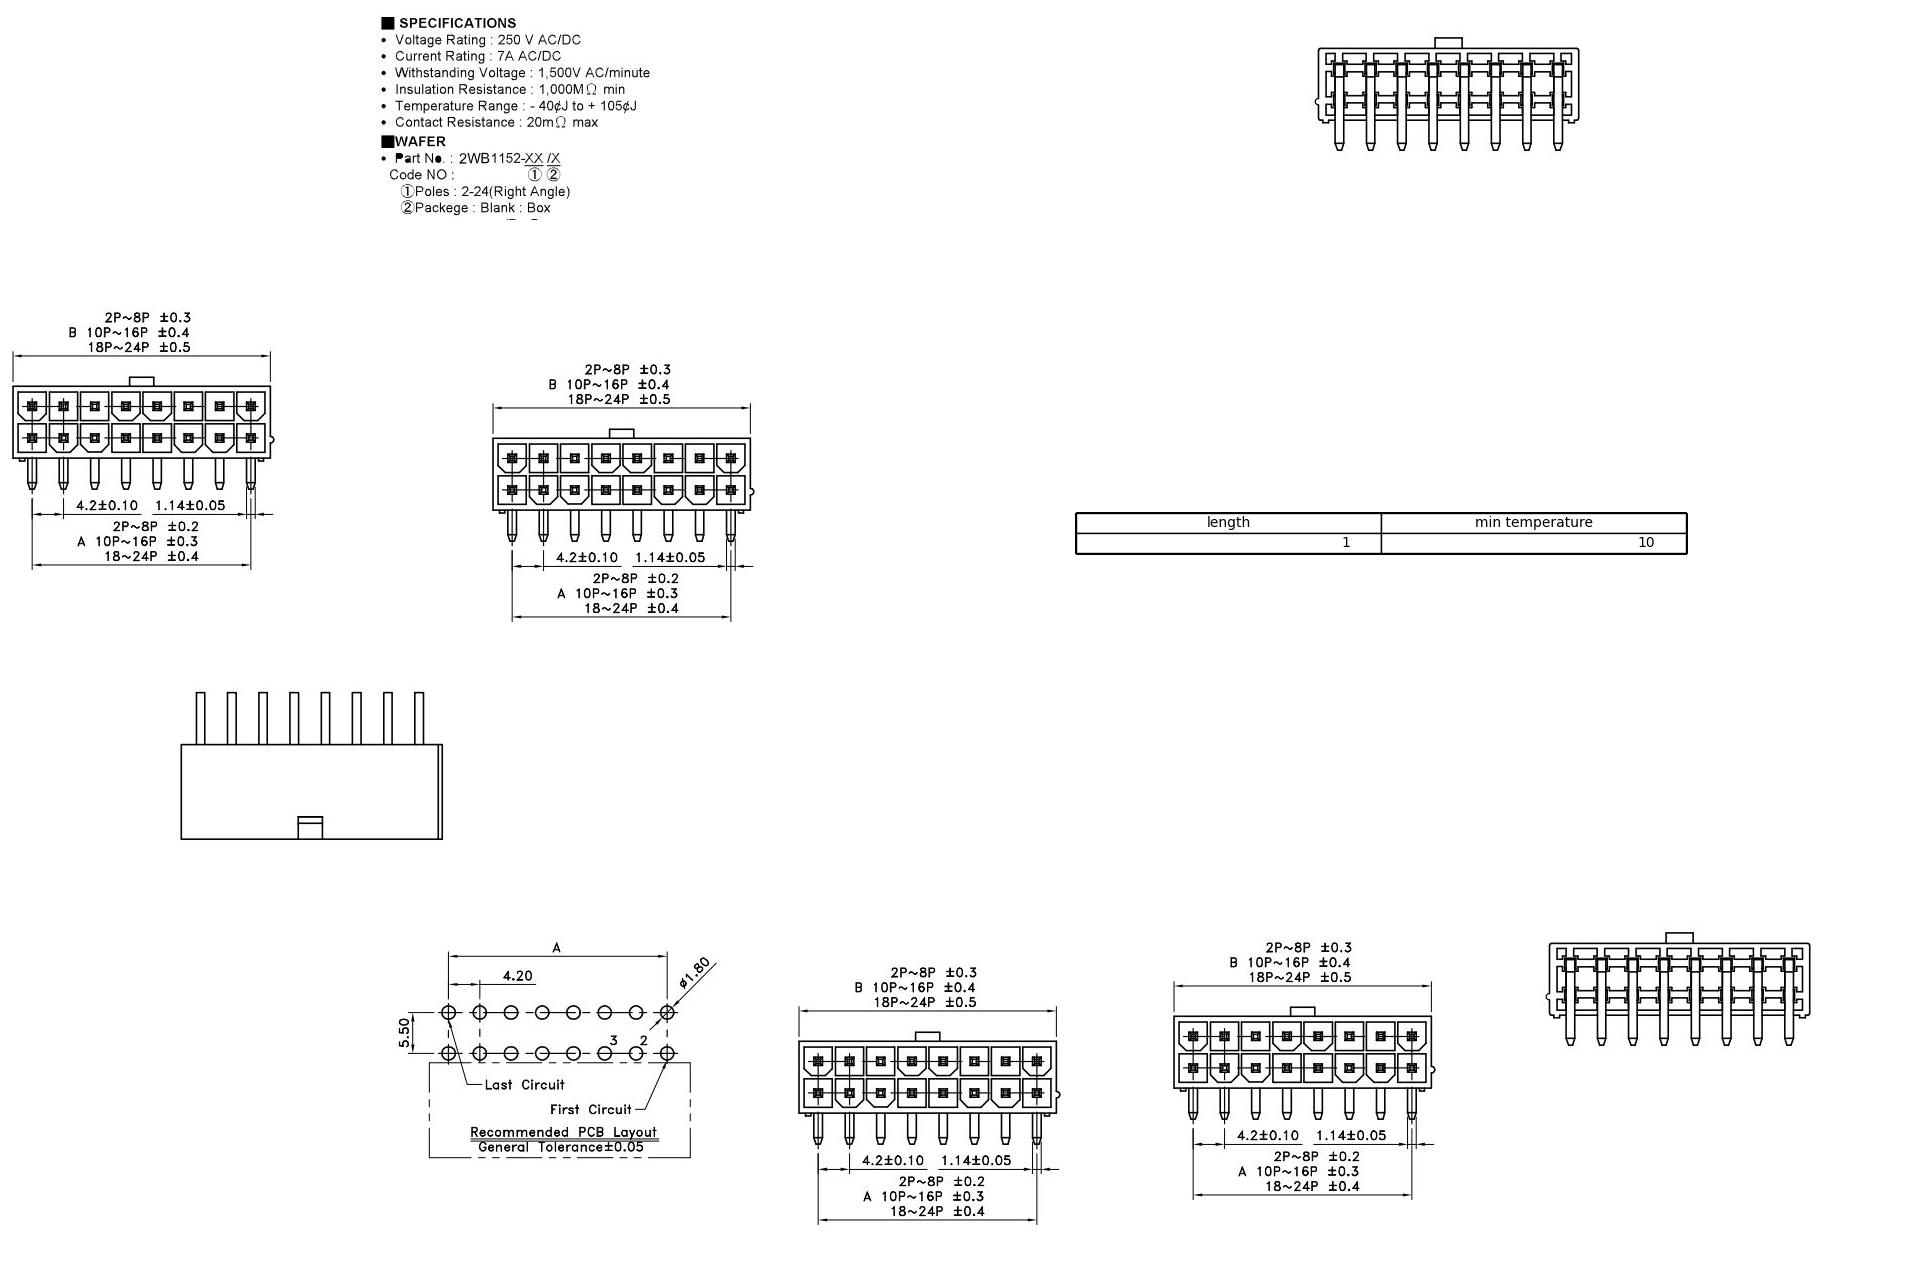 ■ SPECIFICATIONS
• Voltage Rating : 250 V AC/DC
• Current Rating : 7A AC/DC
• Withstanding Voltage : 1,500V AC/minute
• Insulation Resistance : 1,000MΩ min
• Temperature Range : - 40¢J to + 105¢J
• Contact Resistance : 20mΩ max
■WAFER
• Part No. : 2WB1152-XX /X
Code NO : ① ②
①Poles : 2-24(Right Angle)
②Packege : Blank : Box
2P~8P ±0.3
B 10P~16P ±0.4
18P~24P ±0.5
4.2±0.10 1.14±0.05
2P~8P ±0.2
A 10P~16P ±0.3
18~24P ±0.4
2P~8P ±0.3
B 10P~16P ±0.4
18P~24P ±0.5
4.2±0.10 1.14±0.05
2P~8P ±0.2
A 10P~16P ±0.3
18~24P ±0.4
length min temperature
1 10
A
4.20
ø1.80
5.50
3 2
Last Circuit
First Circuit
Recommended PCB Layout
General Tolerance±0.05
2P~8P ±0.3
B 10P~16P ±0.4
18P~24P ±0.5
4.2±0.10 1.14±0.05
2P~8P ±0.2
A 10P~16P ±0.3
18~24P ±0.4
2P~8P ±0.3
B 10P~16P ±0.4
18P~24P ±0.5
4.2±0.10 1.14±0.05
2P~8P ±0.2
A 10P~16P ±0.3
18~24P ±0.4